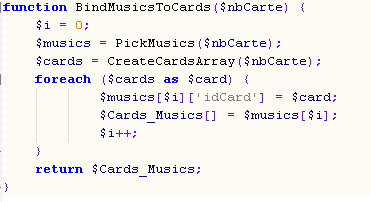 function BindMusicsToCards($nbCarte) {
    $i = 0;
    $musics = PickMusics($nbCarte);
    $cards = CreateCardsArray($nbCarte);
    foreach ($cards as $card) {
            $musics[$i]['idCard'] = $card;
            $Cards_Musics[] = $musics[$i];
            $i++;
    }
    return $Cards_Musics;
}